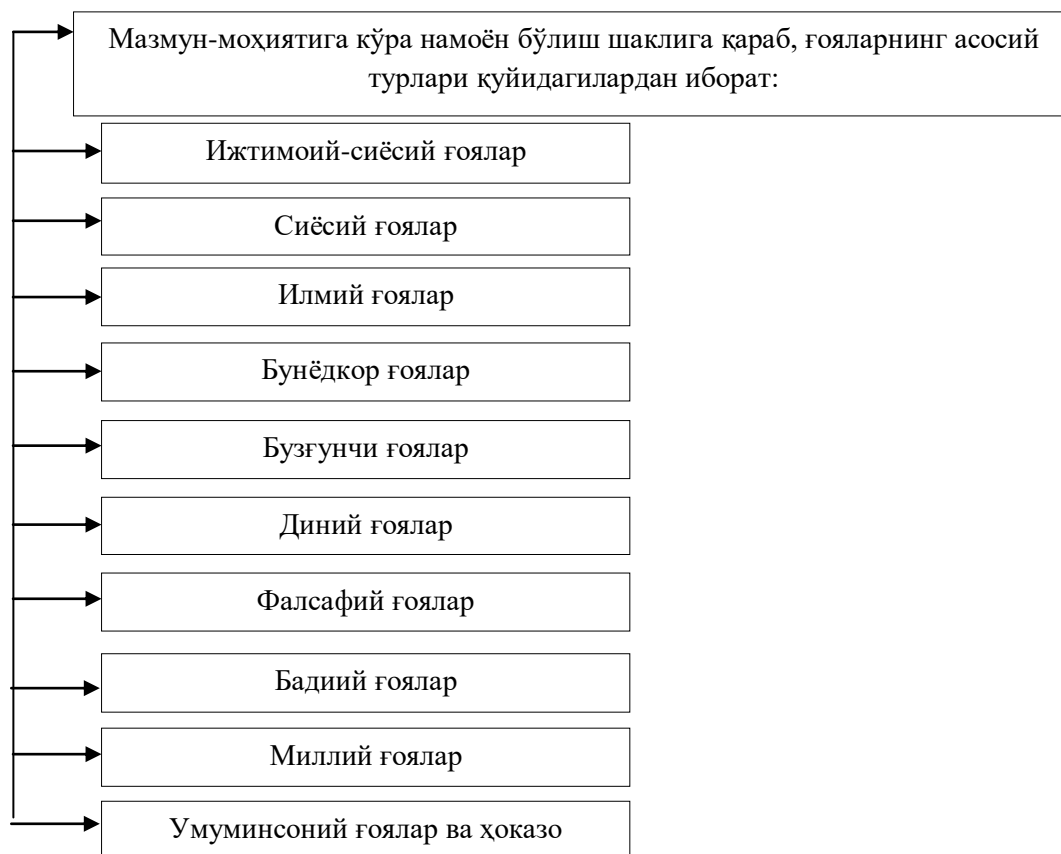 Мазмун-моҳиятига кўра намоён бўлиш шаклига қараб, ғояларнинг асосий
турлари қуйидагилардан иборат:
Ижтимоий-сиёсий ғоялар
Сиёсий ғоялар
Илмий ғоялар
Бунёдкор ғоялар
Бузғунчи ғоялар
Диний ғоялар
Фалсафий ғоялар
Бадиий ғоялар
Миллий ғоялар
Умуминсоний ғоялар ва ҳоказо